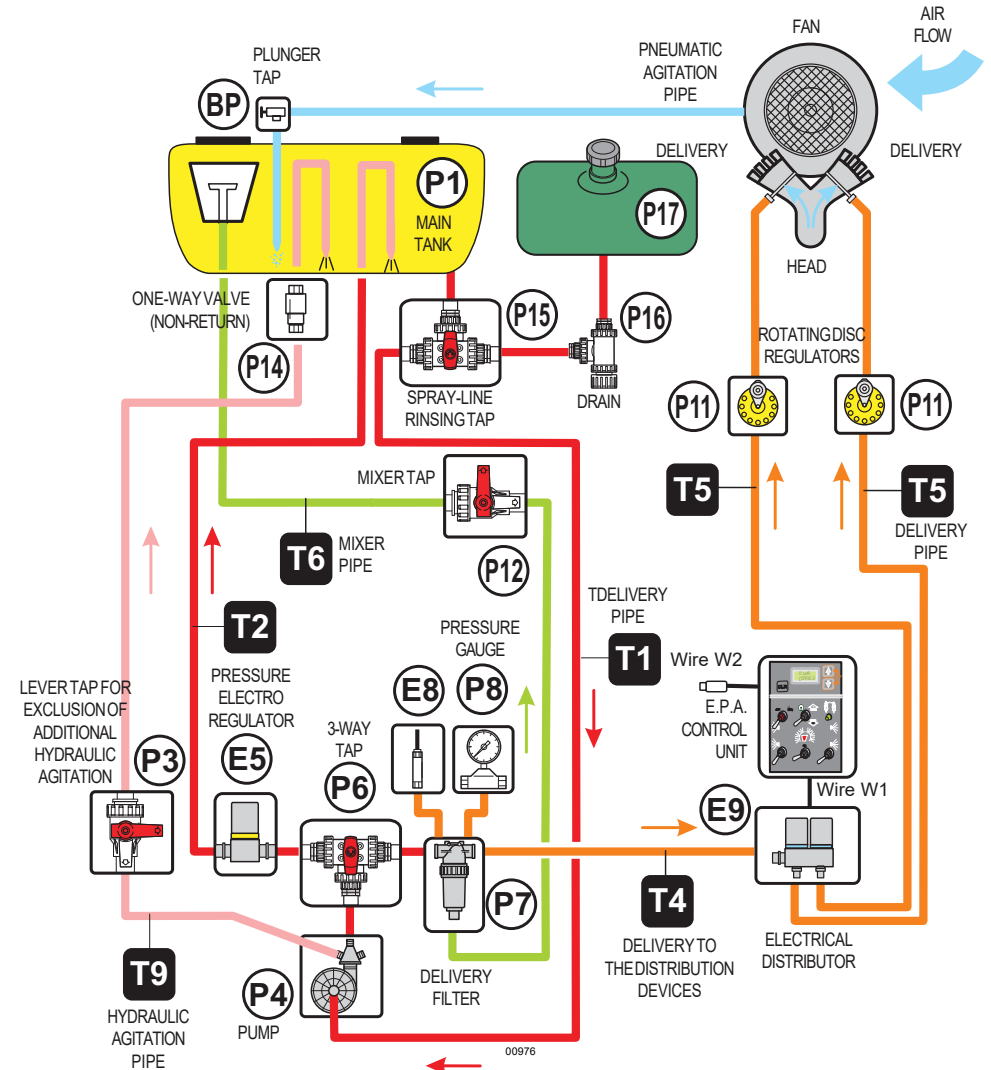 FAN
AIR
FLOW
PLUNGER
TAP
PNEUMATIC
AGITATION
PIPE
BP
DELIVERY
DELIVERY
P1
MAIN
TANK
P17
HEAD
ONE-WAY VALVE
(NON-RETURN)
P14
P15
P16
SPRAY-LINE
RINSING TAP
DRAIN
ROTATING DISC
REGULATORS
P11
P11
MIXER TAP
P12
T5
T5
DELIVERY
PIPE
T6
MIXER
PIPE
T2
TDELIVERY
PIPE
T1
PRESSURE
GAUGE
Wire W2
E.P.A.
CONTROL
UNIT
Wire W1
LEVER TAP FOR
EXCLUSION OF
ADDITIONAL
HYDRAULIC
AGITATION
P3
PRESSURE
ELECTRO
REGULATOR
E5
3-WAY
TAP
P6
E8
P8
E9
P7
T4
DELIVERY TO
THE DISTRIBUTION
DEVICES
ELECTRICAL
DISTRIBUTOR
T9
HYDRAULIC
AGITATION
PIPE
P4
PUMP
DELIVERY
FILTER
00976